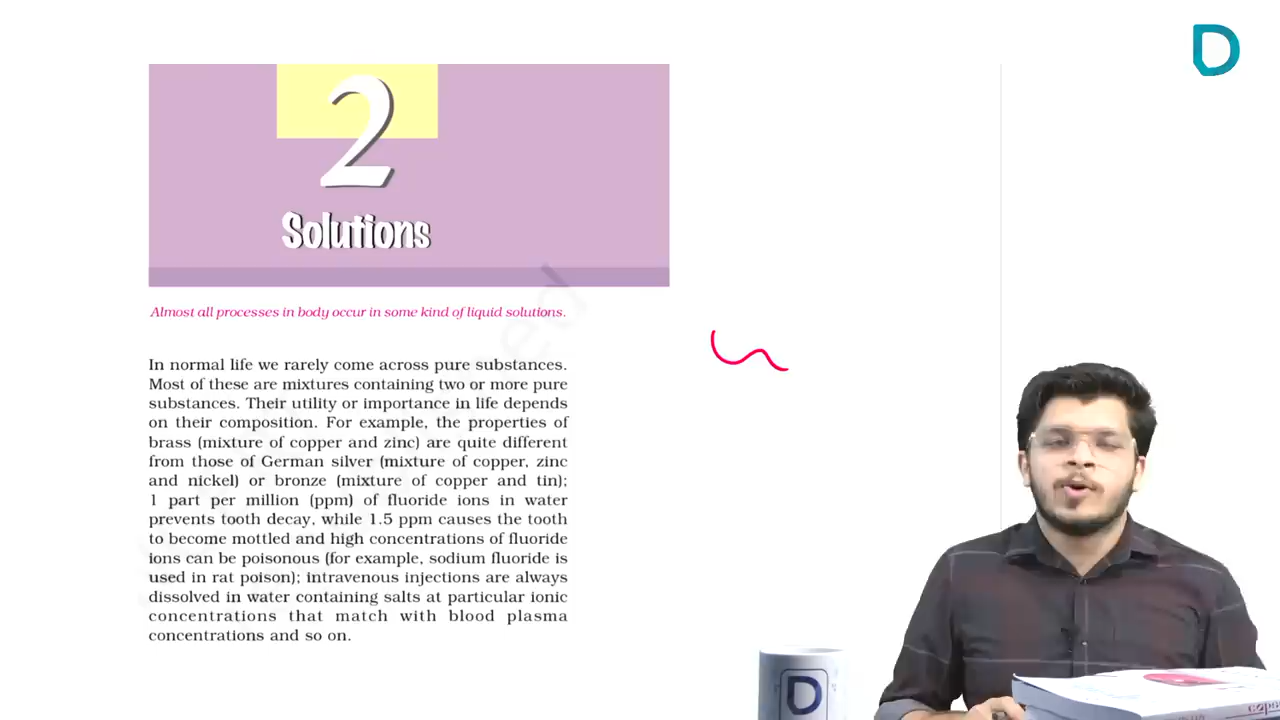 D
2
Solutions
Almost all processes in body occur in some kind of liquid solutions.
In normal life we rarely come across pure substances.
Most of these are mixtures containing two or more pure
substances. Their utility or importance in life depends
on their composition. For example, the properties of
brass (mixture of copper and zinc) are quite different
from those of German silver (mixture of copper, zinc
and nickel) or bronze (mixture of copper and tin);
1 part per million (ppm) of fluoride ions in water
prevents tooth decay, while 1.5 ppm causes the tooth
to become mottled and high concentrations of fluoride
ions can be poisonous (for example, sodium fluoride is
used in rat poison); intravenous injections are always
dissolved in water containing salts at particular ionic
concentrations that match with blood plasma
concentrations and so on.
D